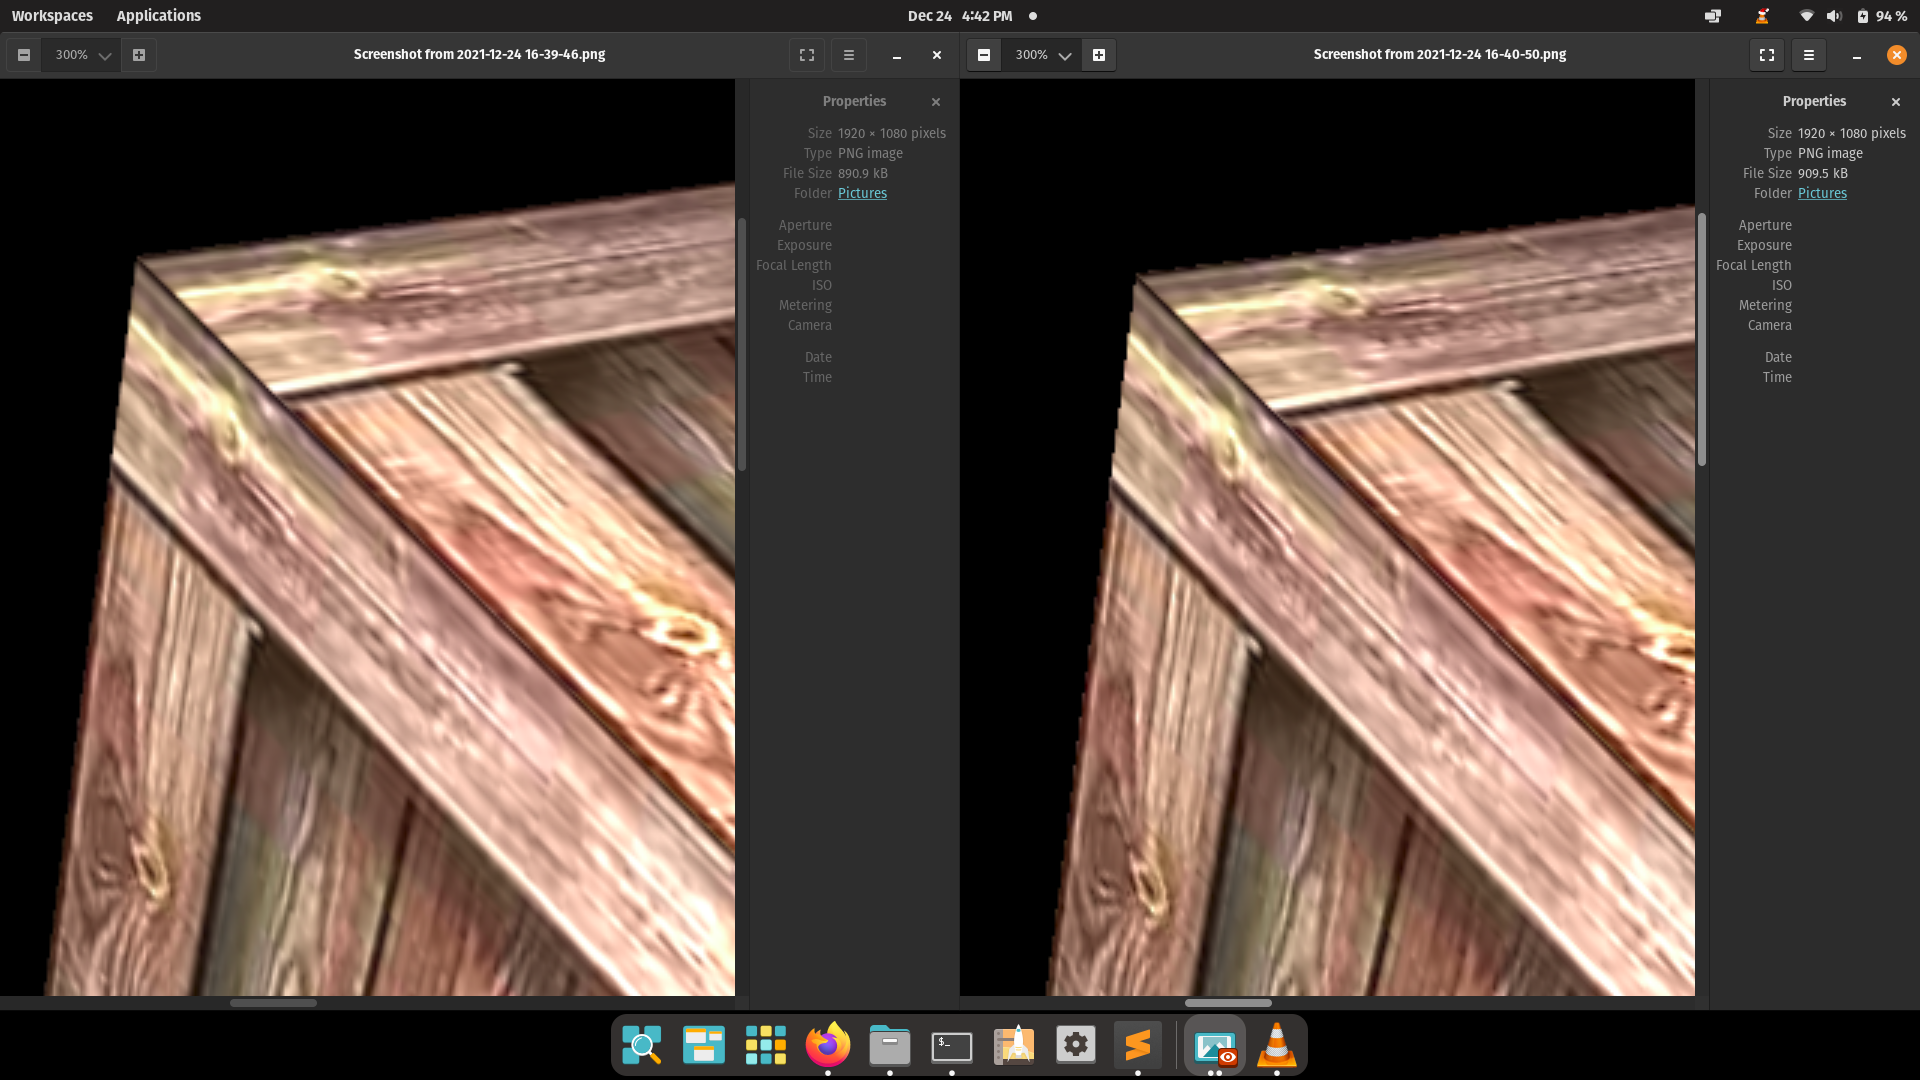 Workspaces Applications Dec 24 4:42 PM 94 %
300% Screenshot from 2021-12-24 16-39-46.png
Properties
Size 1920 × 1080 pixels
Type PNG image
File Size 890.9 kB
Folder Pictures
Aperture
Exposure
Focal Length
ISO
Metering
Camera
Date
Time
300% Screenshot from 2021-12-24 16-40-50.png
Properties
Size 1920 × 1080 pixels
Type PNG image
File Size 909.5 kB
Folder Pictures
Aperture
Exposure
Focal Length
ISO
Metering
Camera
Date
Time
$_